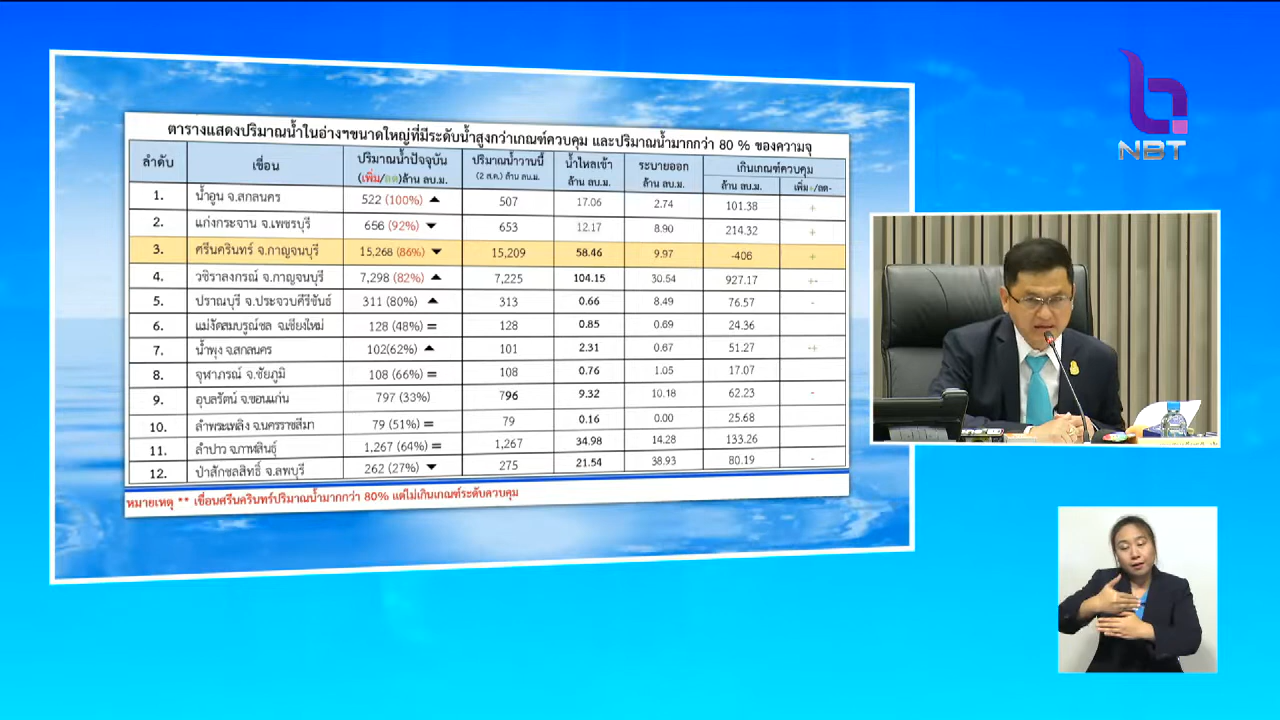 NBT
ตารางแสดงปริมาณน้ำในอ่างฯขนาดใหญ่ที่มีระดับน้ำสูงกว่าเกณฑ์ควบคุม และปริมาณน้ำมากกว่า 80 % ของความจุ
ลำดับ เขื่อน ปริมาณน้ำปัจจุบัน (เพิ่ม/ลด)ล้าน ลบ.ม. ปริมาณน้ำวานนี้ (2 ส.ค.) ล้าน ลบ.ม. น้ำไหลเข้า ล้าน ลบ.ม. ระบายออก ล้าน ลบ.ม. เกินเกณฑ์ควบคุม ล้าน ลบ.ม. เพิ่ม+/ลด-
1. น้ำอูน จ.สกลนคร 522 (100%) ▲ 507 17.06 2.74 101.38 +
2. แก่งกระจาน จ.เพชรบุรี 656 (92%) ▼ 653 12.17 8.90 214.32 +
3. ศรีนครินทร์ จ.กาญจนบุรี 15,268 (86%) ▼ 15,209 58.46 9.97 -406 +
4. วชิราลงกรณ์ จ.กาญจนบุรี 7,298 (82%) ▲ 7,225 104.15 30.54 927.17 +-
5. ปราณบุรี จ.ประจวบคีรีขันธ์ 311 (80%) ▲ 313 0.66 8.49 76.57 -
6. แม่งัดสมบรูณ์ชล จ.เชียงใหม่ 128 (48%) = 128 0.85 0.69 24.36
7. น้ำพุง จ.สกลนคร 102(62%) ▲ 101 2.31 0.67 51.27 -+
8. จุฬาภรณ์ จ.ชัยภูมิ 108 (66%) = 108 0.76 1.05 17.07
9. อุบลรัตน์ จ.ขอนแก่น 797 (33%) 796 9.32 10.18 62.23 -
10. ลำพระเพลิง จ.นครราชสีมา 79 (51%) = 79 0.16 0.00 25.68
11. ลำปาว จ.กาฬสินธุ์ 1,267 (64%) = 1,267 34.98 14.28 133.26
12. ป่าสักชลสิทธิ์ จ.ลพบุรี 262 (27%) ▼ 275 21.54 38.93 80.19 -
หมายเหตุ ** เขื่อนศรีนครินทร์ปริมาณน้ำมากกว่า 80% แต่ไม่เกินเกณฑ์ระดับควบคุม